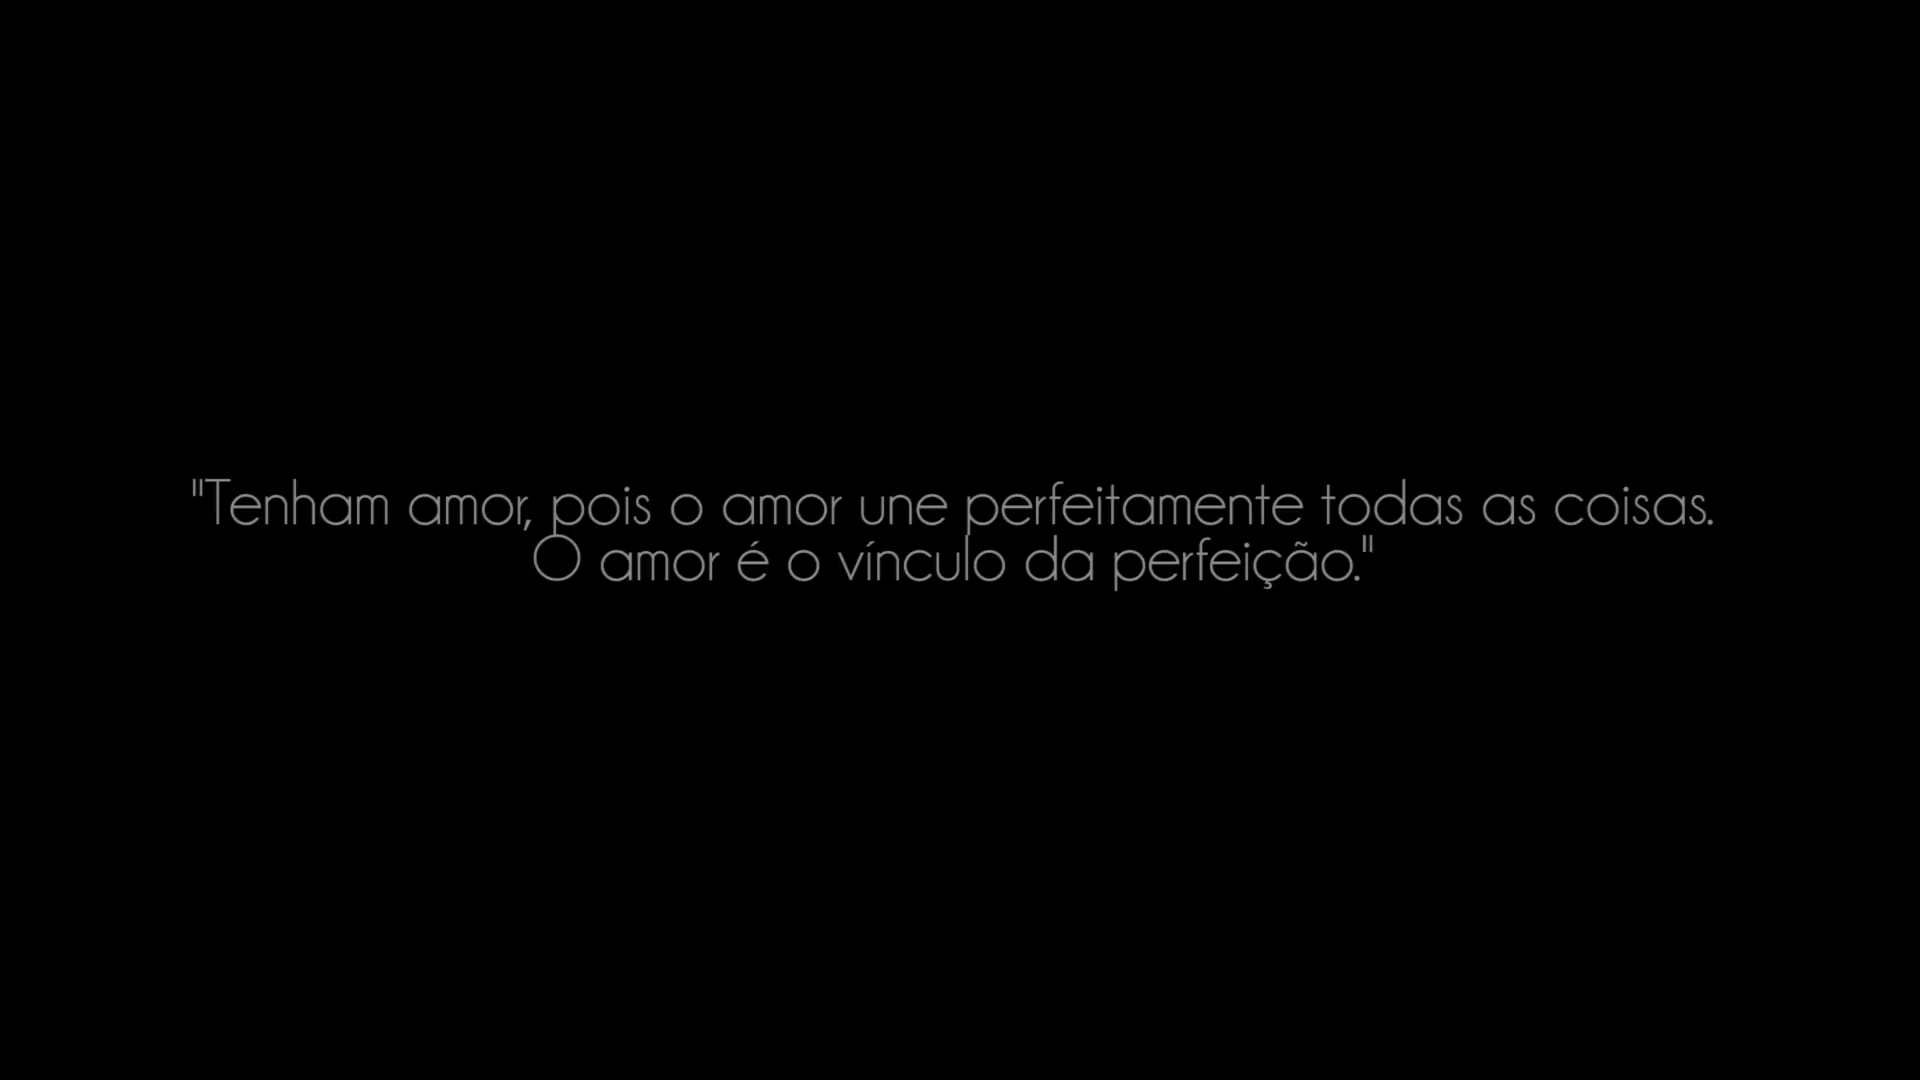 "Tenham amor, pois o amor une perfeitamente todas as coisas.
O amor é o vínculo da perfeição."